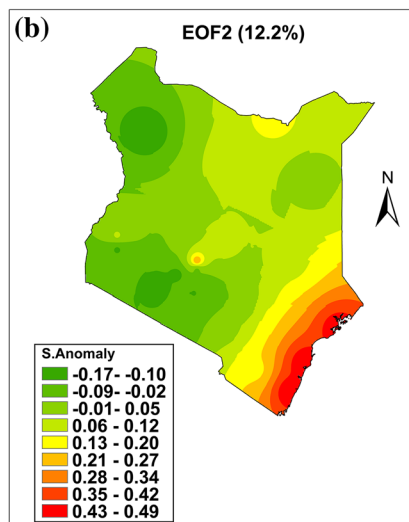 (b)
EOF2 (12.2%)
N
S.Anomaly
-0.17- -0.10
-0.09- -0.02
-0.01- 0.05
0.06 - 0.12
0.13 - 0.20
0.21 - 0.27
0.28 - 0.34
0.35 - 0.42
0.43 - 0.49